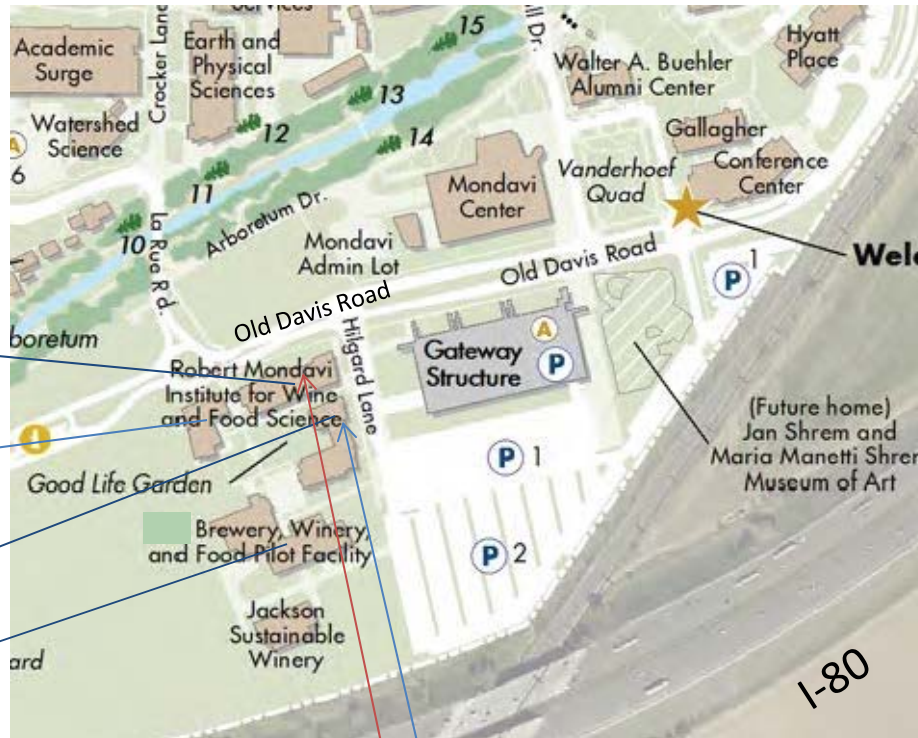 Services
15
Hyatt
Place
Academic
Surge
Crocker Lane
Earth and
Physical
Sciences
Dr.
Walter A. Buehler
Alumni Center
13
12
14
Watershed
Science
A
6
Gallagher
Conference
Center
Vanderhoef
Quad
Mondavi
Center
11
10
Arboretum Dr.
La Rue Rd.
Mondavi
Admin Lot
Old Davis Road
Old Davis Road
P 1
Hilgard Lane
Gateway
Structure
A
P
Robert Mondavi
Institute for Wine
and Food Science
Good Life Garden
P 1
(Future home)
Jan Shrem and
Maria Manetti Shrem
Museum of Art
Brewery, Winery,
and Food Pilot Facility
P 2
Jackson
Sustainable
Winery
I-80